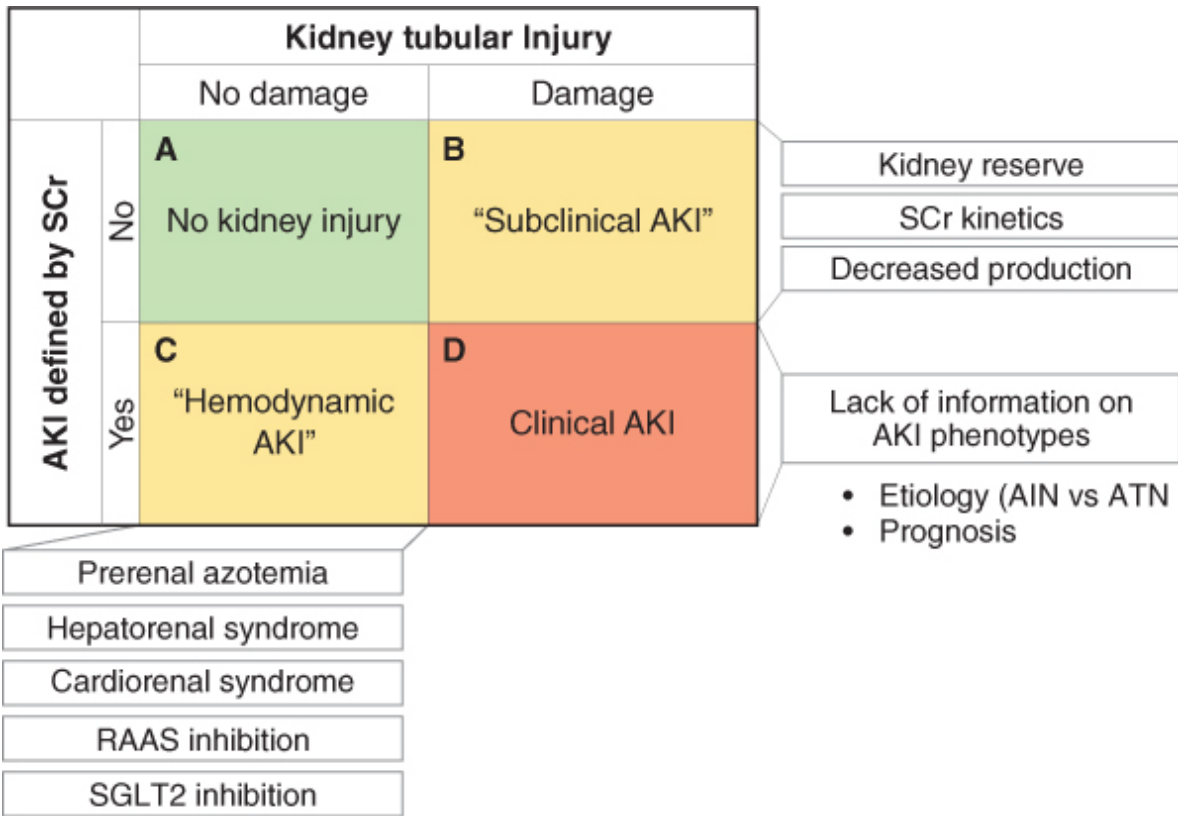 Kidney tubular Injury
No damage
Damage
AKI defined by SCr
No
Yes
A
No kidney injury
B
“Subclinical AKI”
C
“Hemodynamic
AKI”
D
Clinical AKI
Kidney reserve
SCr kinetics
Decreased production
Lack of information on
AKI phenotypes
• Etiology (AIN vs ATN
• Prognosis
Prerenal azotemia
Hepatorenal syndrome
Cardiorenal syndrome
RAAS inhibition
SGLT2 inhibition